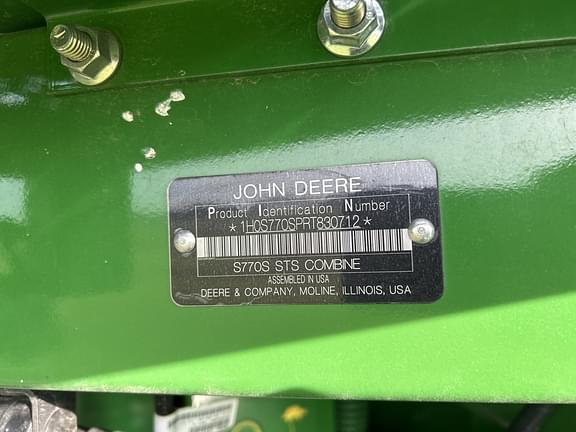 JOHN DEERE
Product Identification Number
*1H0S770SPRT830712*
S770S STS COMBINE
ASSEMBLED IN USA
DEERE & COMPANY, MOLINE, ILLINOIS, USA